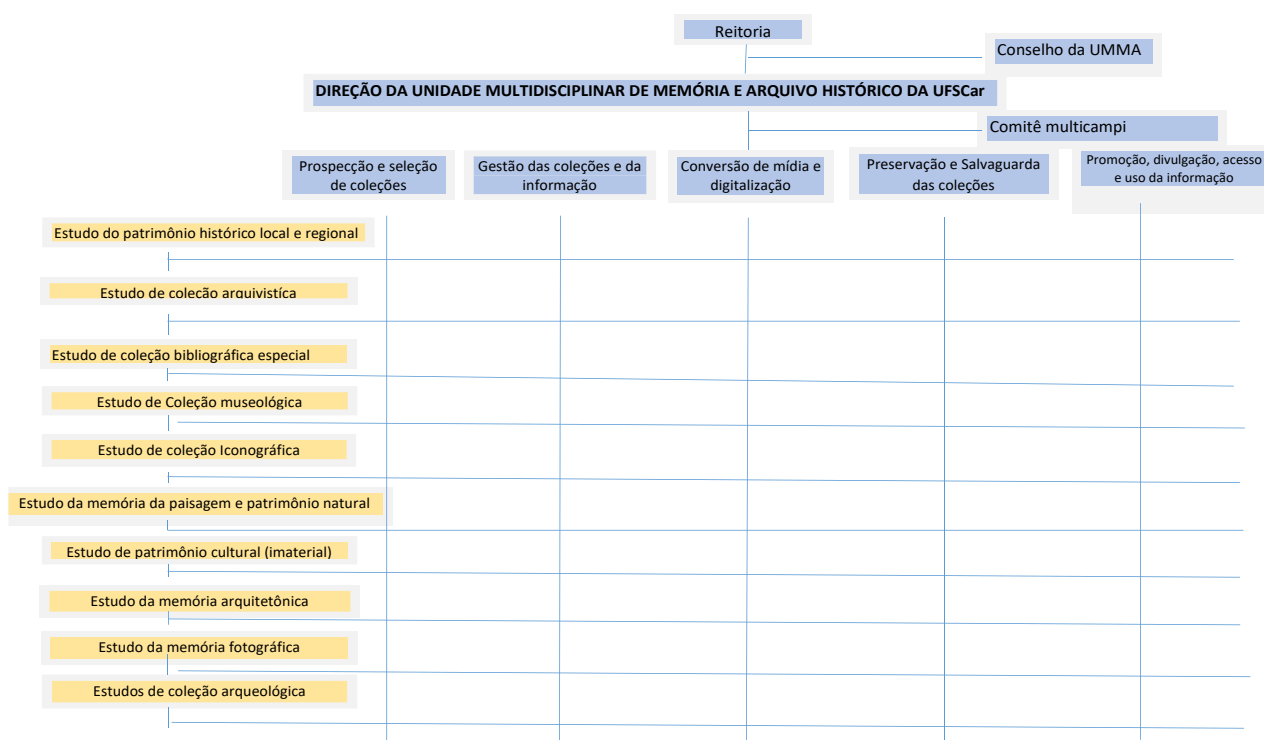 Reitoria
Conselho da UMMA
DIREÇÃO DA UNIDADE MULTIDISCIPLINAR DE MEMÓRIA E ARQUIVO HISTÓRICO DA UFSCar
Comitê multicampi
Prospecção e seleção
de coleções
Gestão das coleções e da
informação
Conversão de mídia e
digitalização
Preservação e Salvaguarda
das coleções
Promoção, divulgação, acesso
e uso da informação
Estudo do patrimônio histórico local e regional
Estudo de coleção arquivistíca
Estudo de coleção bibliográfica especial
Estudo de Coleção museológica
Estudo de coleção Iconográfica
Estudo da memória da paisagem e patrimônio natural
Estudo de patrimônio cultural (imaterial)
Estudo da memória arquitetônica
Estudo da memória fotográfica
Estudos de coleção arqueológica